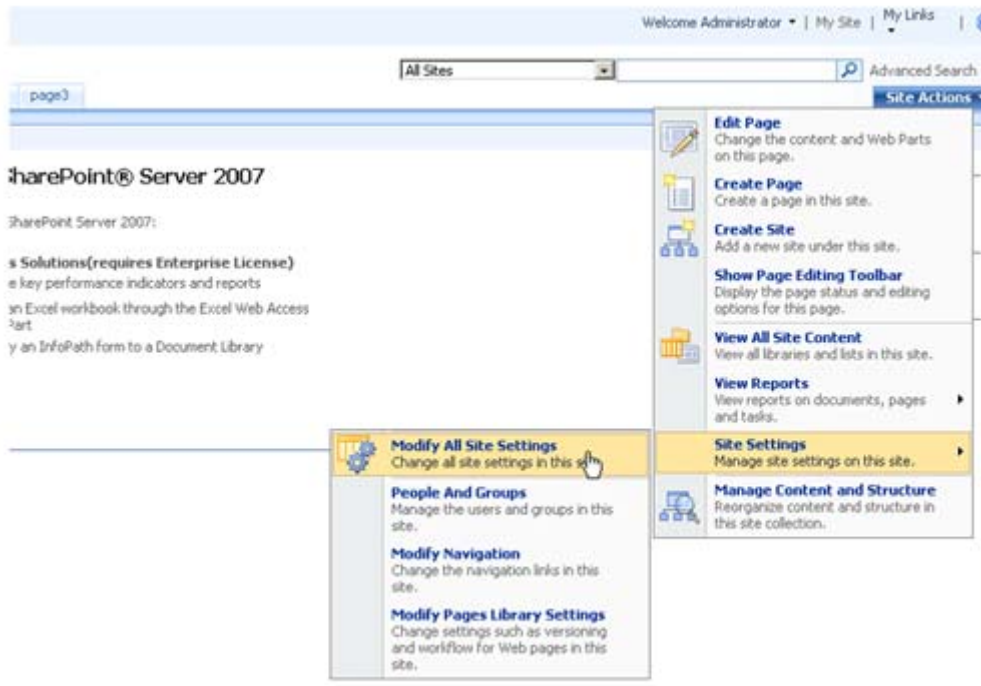 Welcome Administrator | My Site | My Links |
All Sites Advanced Search
page3 Site Actions
Edit Page
Change the content and Web Parts
on this page.
Create Page
Create a page in this site.
Create Site
Add a new site under this site.
Show Page Editing Toolbar
Display the page status and editing
options for this page.
View All Site Content
View all libraries and lists in this site.
View Reports
View reports on documents, pages
and tasks.
Site Settings
Manage site settings on this site.
Manage Content and Structure
Reorganize content and structure in
this site collection.
SharePoint® Server 2007
SharePoint Server 2007:
s Solutions(requires Enterprise License)
e key performance indicators and reports
an Excel workbook through the Excel Web Access
Part
y an InfoPath form to a Document Library
Modify All Site Settings
Change all site settings in this
People And Groups
Manage the users and groups in this
site.
Modify Navigation
Change the navigation links in this
site.
Modify Pages Library Settings
Change settings such as versioning
and workflow for Web pages in this
site.